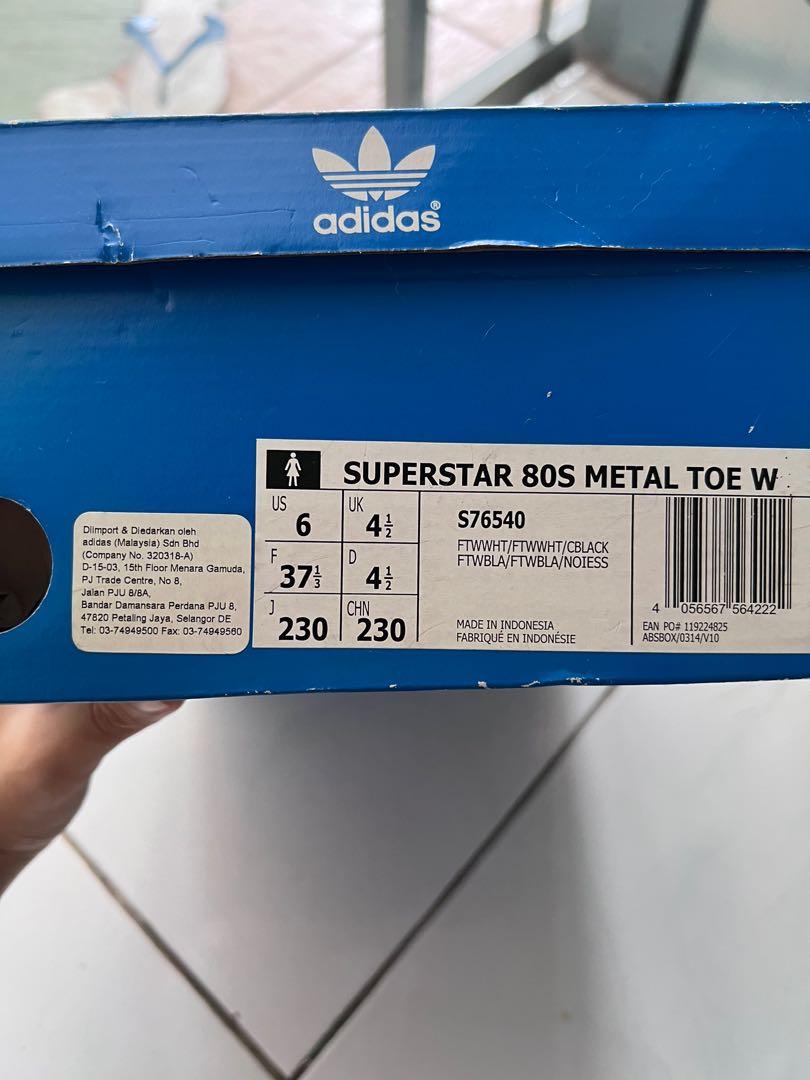 adidas®
SUPERSTAR 80S METAL TOE W
US
6
UK
4½
F
37⅓
D
4½
J
230
CHN
230
S76540
FTWWHT/FTWWHT/CBLACK
FTWBLA/FTWBLA/NOIESS
MADE IN INDONESIA
FABRIQUÉ EN INDONÉSIE
4 056567 564222
EAN PO# 119224825
ABSBOX/0314/V10
Diimport & Diedarkan oleh
adidas (Malaysia) Sdn Bhd
(Company No. 320318-A)
D-15-03, 15th Floor Menara Gamuda,
PJ Trade Centre, No 8,
Jalan PJU 8/8A,
Bandar Damansara Perdana PJU 8,
47820 Petaling Jaya, Selangor DE
Tel: 03-74949500 Fax: 03-74949560